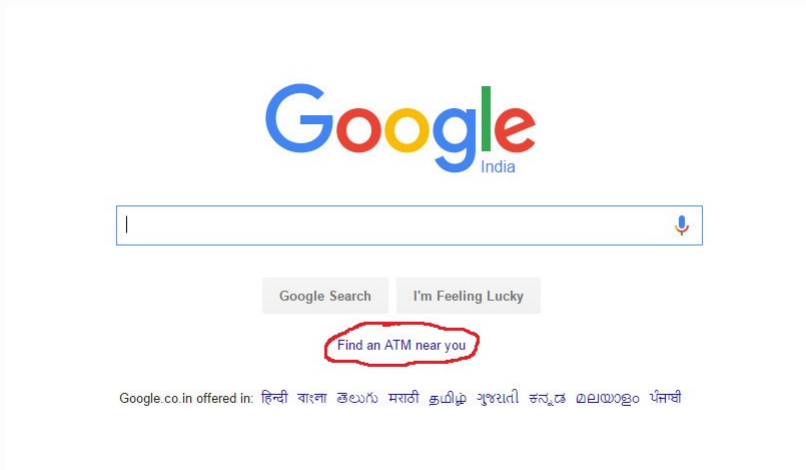 Google
India
Google Search I'm Feeling Lucky
Find an ATM near you
Google.co.in offered in: हिन्दी বাংলা తెలుగు मराठी தமிழ் ગુજરાતી ಕನ್ನಡ മലയാളം ਪੰਜਾਬੀ